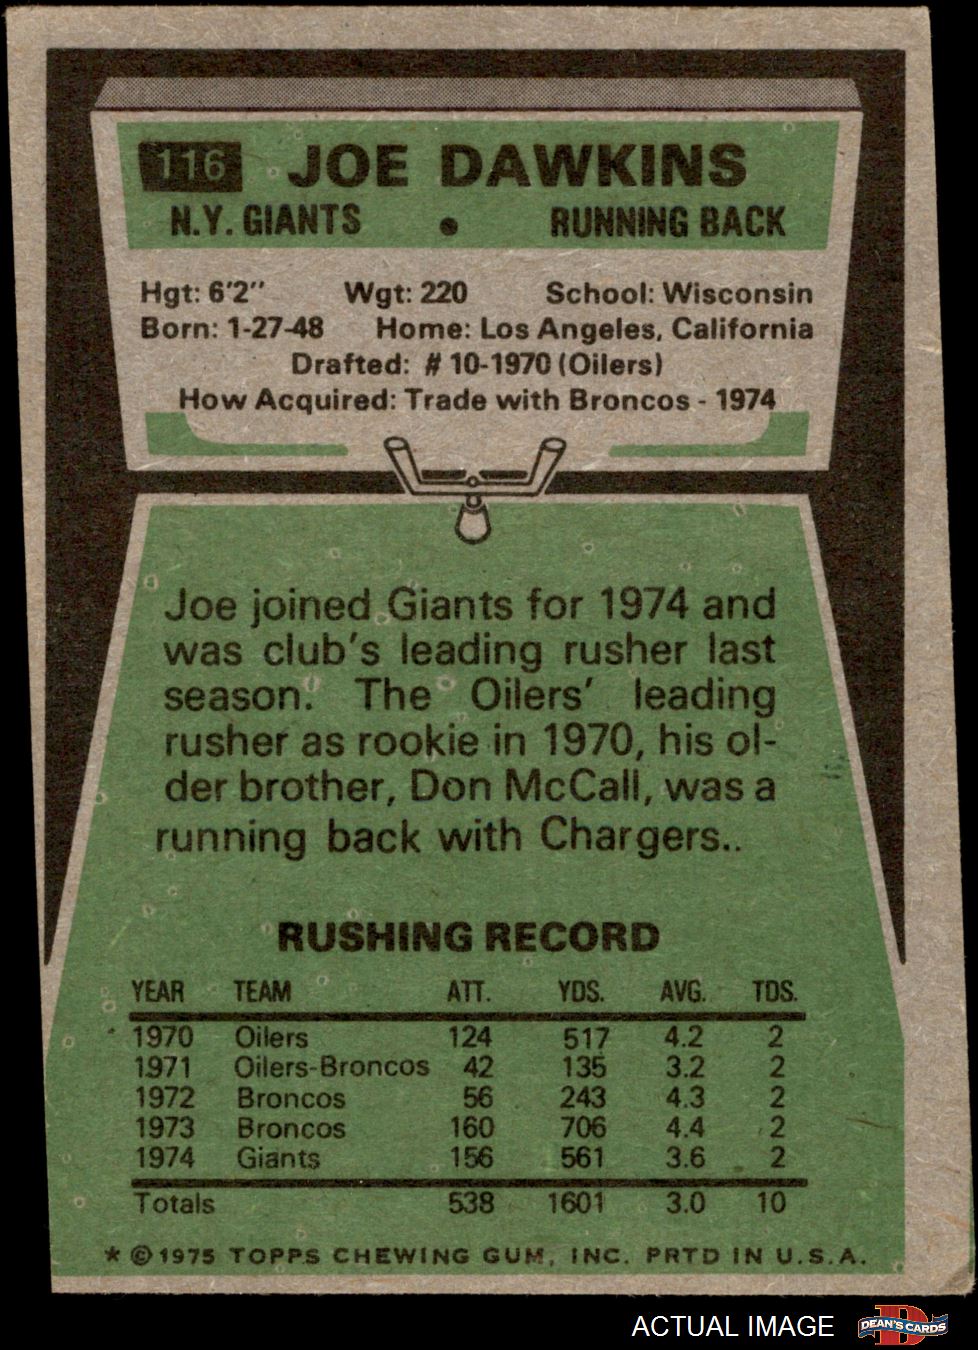 116 JOE DAWKINS
N.Y. GIANTS • RUNNING BACK
Hgt: 6'2" Wgt: 220 School: Wisconsin
Born: 1-27-48 Home: Los Angeles, California
Drafted: # 10-1970 (Oilers)
How Acquired: Trade with Broncos - 1974
Joe joined Giants for 1974 and
was club's leading rusher last
season. The Oilers' leading
rusher as rookie in 1970, his ol-
der brother, Don McCall, was a
running back with Chargers..
RUSHING RECORD
YEAR TEAM ATT. YDS. AVG. TDS.
1970 Oilers 124 517 4.2 2
1971 Oilers-Broncos 42 135 3.2 2
1972 Broncos 56 243 4.3 2
1973 Broncos 160 706 4.4 2
1974 Giants 156 561 3.6 2
Totals 538 1601 3.0 10
* ©1975 TOPPS CHEWING GUM, INC. PRTD IN U.S.A.
ACTUAL IMAGE D DEAN'S CARDS